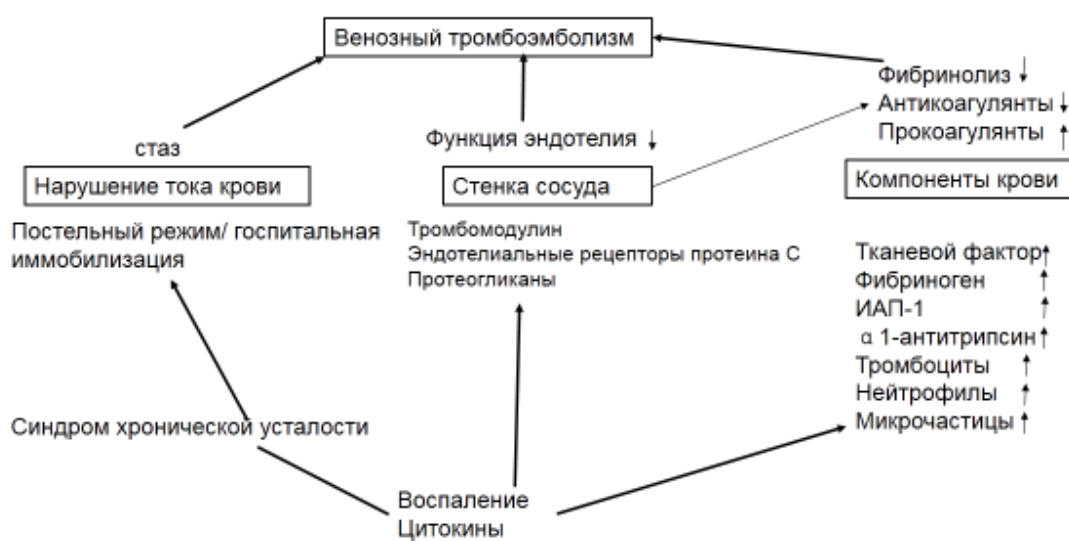 Венозный тромбоэмболизм
Фибринолиз ↓
Антикоагулянты ↓
Прокоагулянты ↑
стаз
Функция эндотелия ↓
Нарушение тока крови
Стенка сосуда
Компоненты крови
Постельный режим/ госпитальная
иммобилизация
Тромбомодулин
Эндотелиальные рецепторы протеина С
Протеогликаны
Тканевой фактор↑
Фибриноген ↑
ИАП-1 ↑
α 1-антитрипсин↑
Тромбоциты ↑
Нейтрофилы ↑
Микрочастицы ↑
Синдром хронической усталости
Воспаление
Цитокины